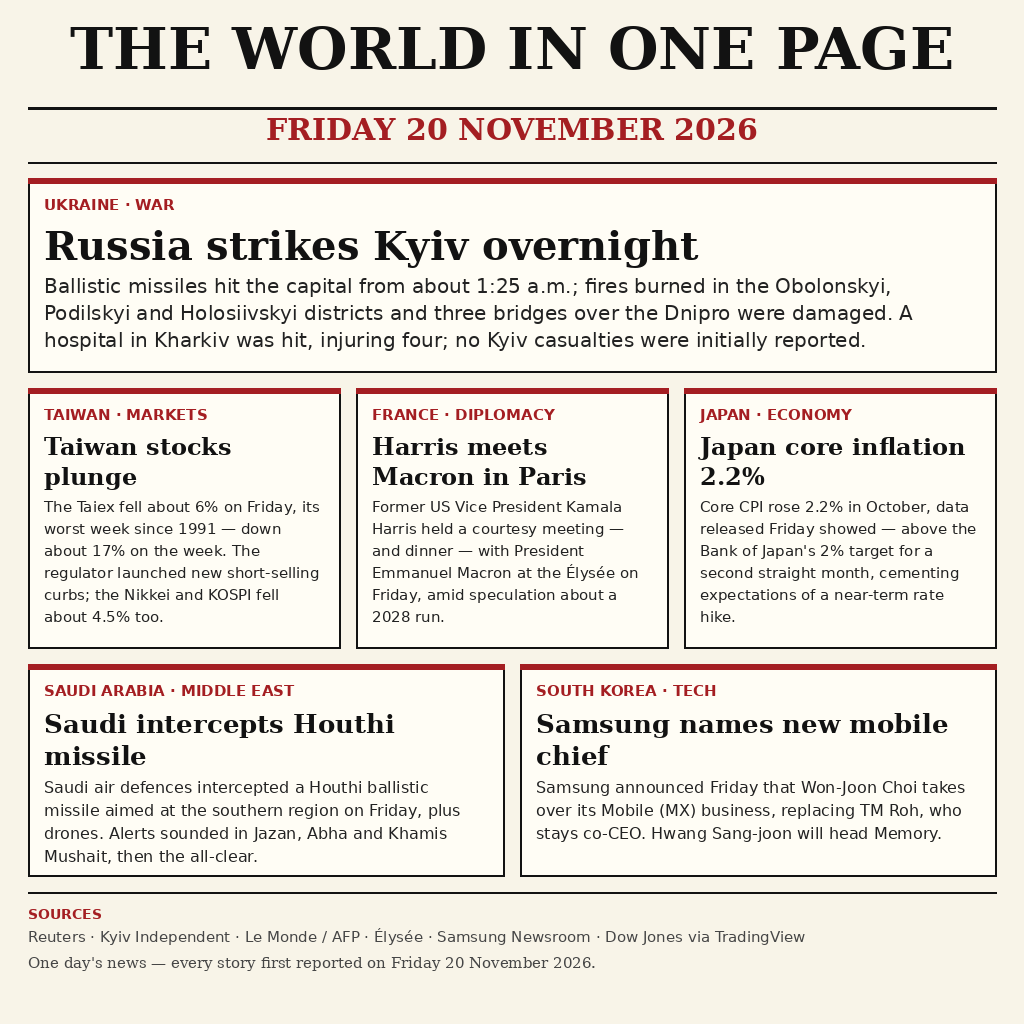 THE WORLD IN ONE PAGE
FRIDAY 20 NOVEMBER 2026
UKRAINE · WAR
Russia strikes Kyiv overnight
Ballistic missiles hit the capital from about 1:25 a.m.; fires burned in the Obolonskyi,
Podilskyi and Holosiivskyi districts and three bridges over the Dnipro were damaged. A
hospital in Kharkiv was hit, injuring four; no Kyiv casualties were initially reported.
TAIWAN · MARKETS
Taiwan stocks
plunge
The Taiex fell about 6% on Friday, its
worst week since 1991 — down
about 17% on the week. The
regulator launched new short-selling
curbs; the Nikkei and KOSPI fell
about 4.5% too.
FRANCE · DIPLOMACY
Harris meets
Macron in Paris
Former US Vice President Kamala
Harris held a courtesy meeting —
and dinner — with President
Emmanuel Macron at the Élysée on
Friday, amid speculation about a
2028 run.
JAPAN · ECONOMY
Japan core inflation
2.2%
Core CPI rose 2.2% in October, data
released Friday showed — above the
Bank of Japan's 2% target for a
second straight month, cementing
expectations of a near-term rate
hike.
SAUDI ARABIA · MIDDLE EAST
Saudi intercepts Houthi
missile
Saudi air defences intercepted a Houthi ballistic
missile aimed at the southern region on Friday, plus
drones. Alerts sounded in Jazan, Abha and Khamis
Mushait, then the all-clear.
SOUTH KOREA · TECH
Samsung names new mobile
chief
Samsung announced Friday that Won-Joon Choi takes
over its Mobile (MX) business, replacing TM Roh, who
stays co-CEO. Hwang Sang-joon will head Memory.
SOURCES
Reuters · Kyiv Independent · Le Monde / AFP · Élysée · Samsung Newsroom · Dow Jones via TradingView
One day's news — every story first reported on Friday 20 November 2026.